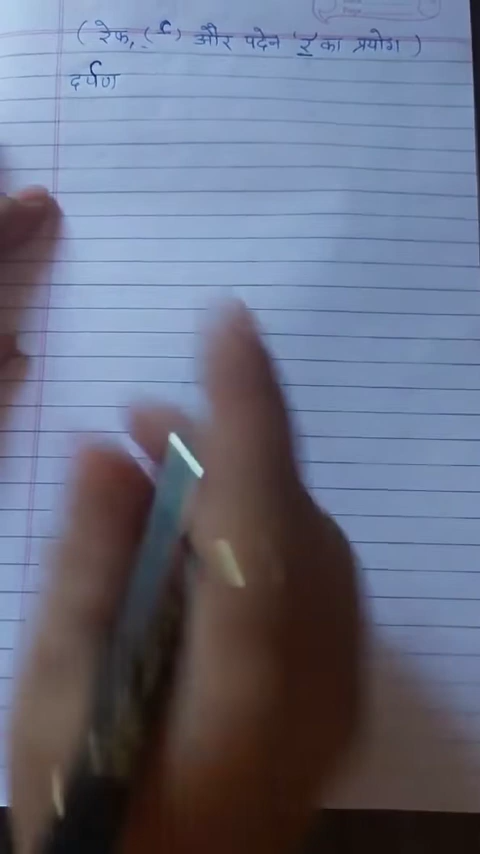 ( रेफ, ( र्) और पदेन 'र्' का प्रयोग )
दर्पण